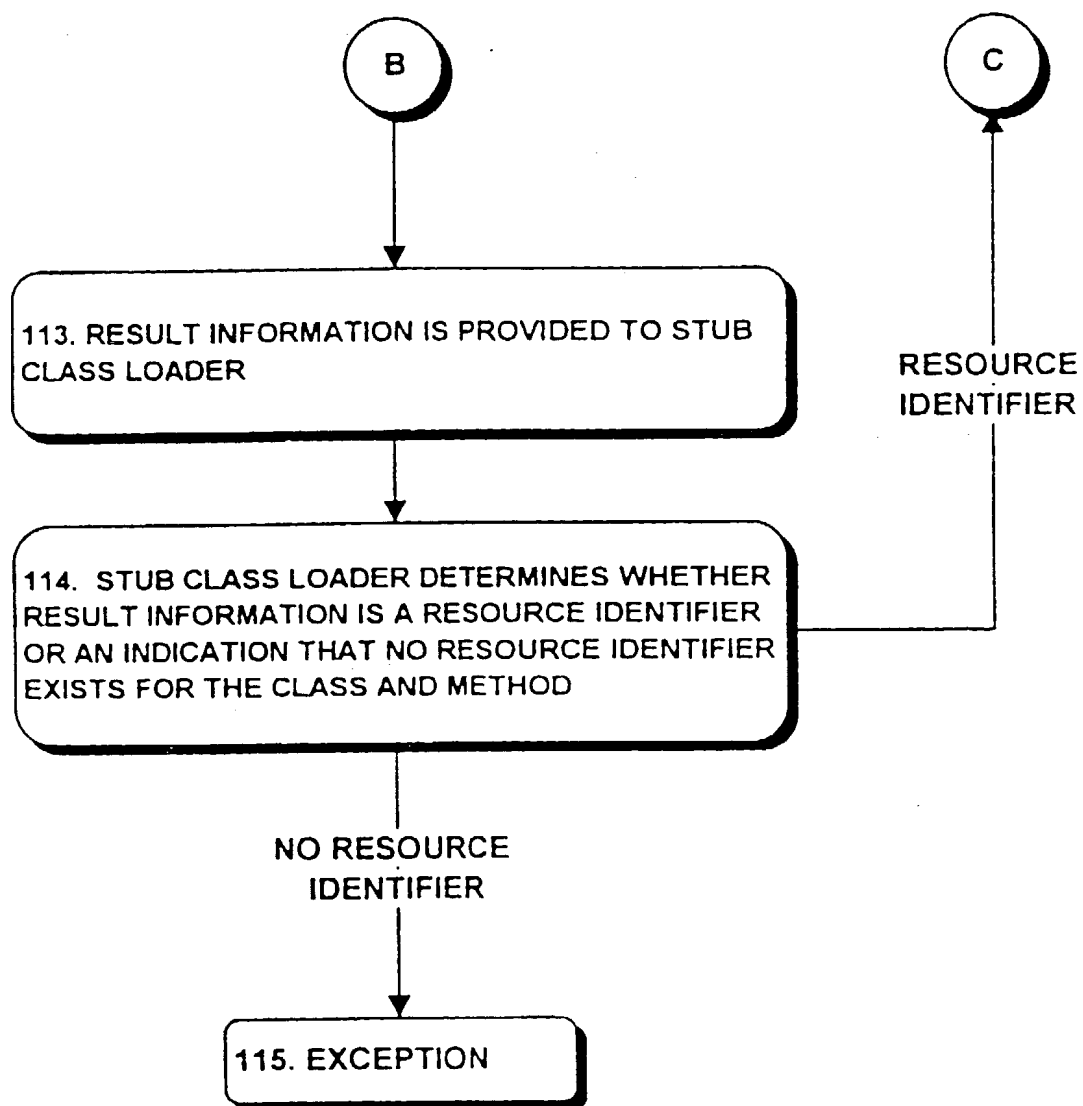 B
C
113. RESULT INFORMATION IS PROVIDED TO STUB
CLASS LOADER
RESOURCE
IDENTIFIER
114. STUB CLASS LOADER DETERMINES WHETHER
RESULT INFORMATION IS A RESOURCE IDENTIFIER
OR AN INDICATION THAT NO RESOURCE IDENTIFIER
EXISTS FOR THE CLASS AND METHOD
NO RESOURCE
IDENTIFIER
115. EXCEPTION